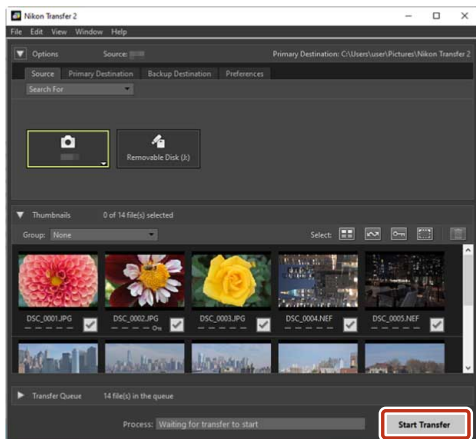 Nikon Transfer 2
File Edit View Window Help
Options Source: Primary Destination: C:\Users\user\Pictures\Nikon Transfer 2
Source Primary Destination Backup Destination Preferences
Search For
Removable Disk (J:)
Thumbnails 0 of 14 file(s) selected
Group: None Select:
DSC_0001.JPG DSC_0002.JPG DSC_0003.JPG DSC_0004.NEF DSC_0005.NEF
Transfer Queue 14 file(s) in the queue
Process: Waiting for transfer to start Start Transfer